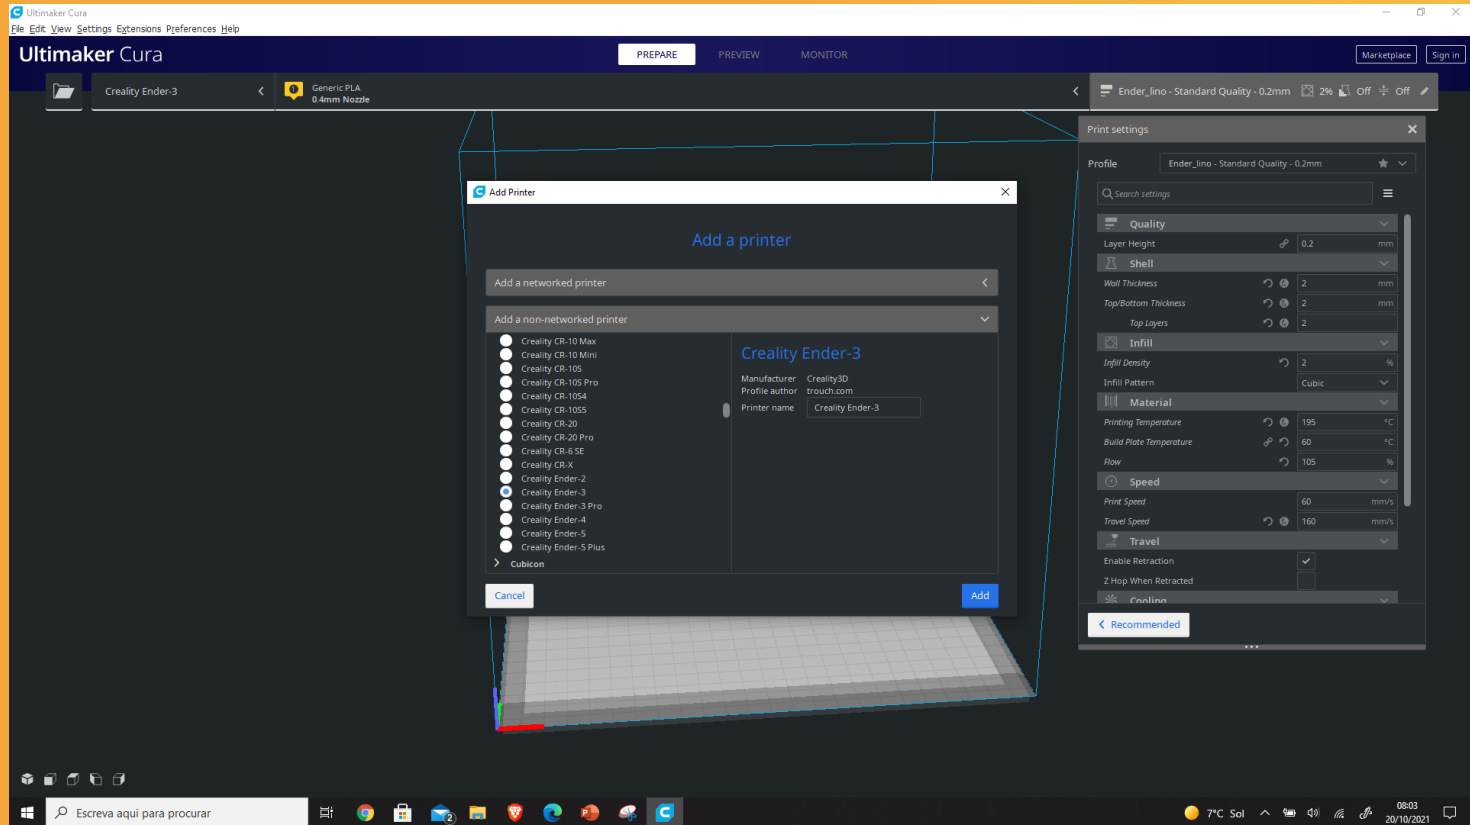 Ultimaker Cura
File Edit View Settings Extensions Preferences Help
Ultimaker Cura
PREPARE PREVIEW MONITOR
Marketplace Sign in
Creality Ender-3
Generic PLA
0.4mm Nozzle
Ender_lino - Standard Quality - 0.2mm 2% Off Off
Print settings
Profile Ender_lino - Standard Quality - 0.2mm
Search settings
Quality
Layer Height 0.2 mm
Shell
Wall Thickness 2 mm
Top/Bottom Thickness 2 mm
Top Layers 2
Infill
Infill Density 2 %
Infill Pattern Cubic
Material
Printing Temperature 195 °C
Build Plate Temperature 60 °C
Flow 105 %
Speed
Print Speed 60 mm/s
Travel Speed 160 mm/s
Travel
Enable Retraction
Z Hop When Retracted
Cooling
Recommended
Add Printer
Add a printer
Add a networked printer
Add a non-networked printer
Creality CR-10 Max
Creality CR-10 Mini
Creality CR-10S
Creality CR-10S Pro
Creality CR-10S4
Creality CR-10S5
Creality CR-20
Creality CR-20 Pro
Creality CR-6 SE
Creality CR-X
Creality Ender-2
Creality Ender-3
Creality Ender-3 Pro
Creality Ender-4
Creality Ender-5
Creality Ender-5 Plus
Cubicon
Creality Ender-3
Manufacturer Creality3D
Profile author trouch.com
Printer name Creality Ender-3
Cancel Add
Escreva aqui para procurar
2
7°C Sol
08:03
20/10/2021